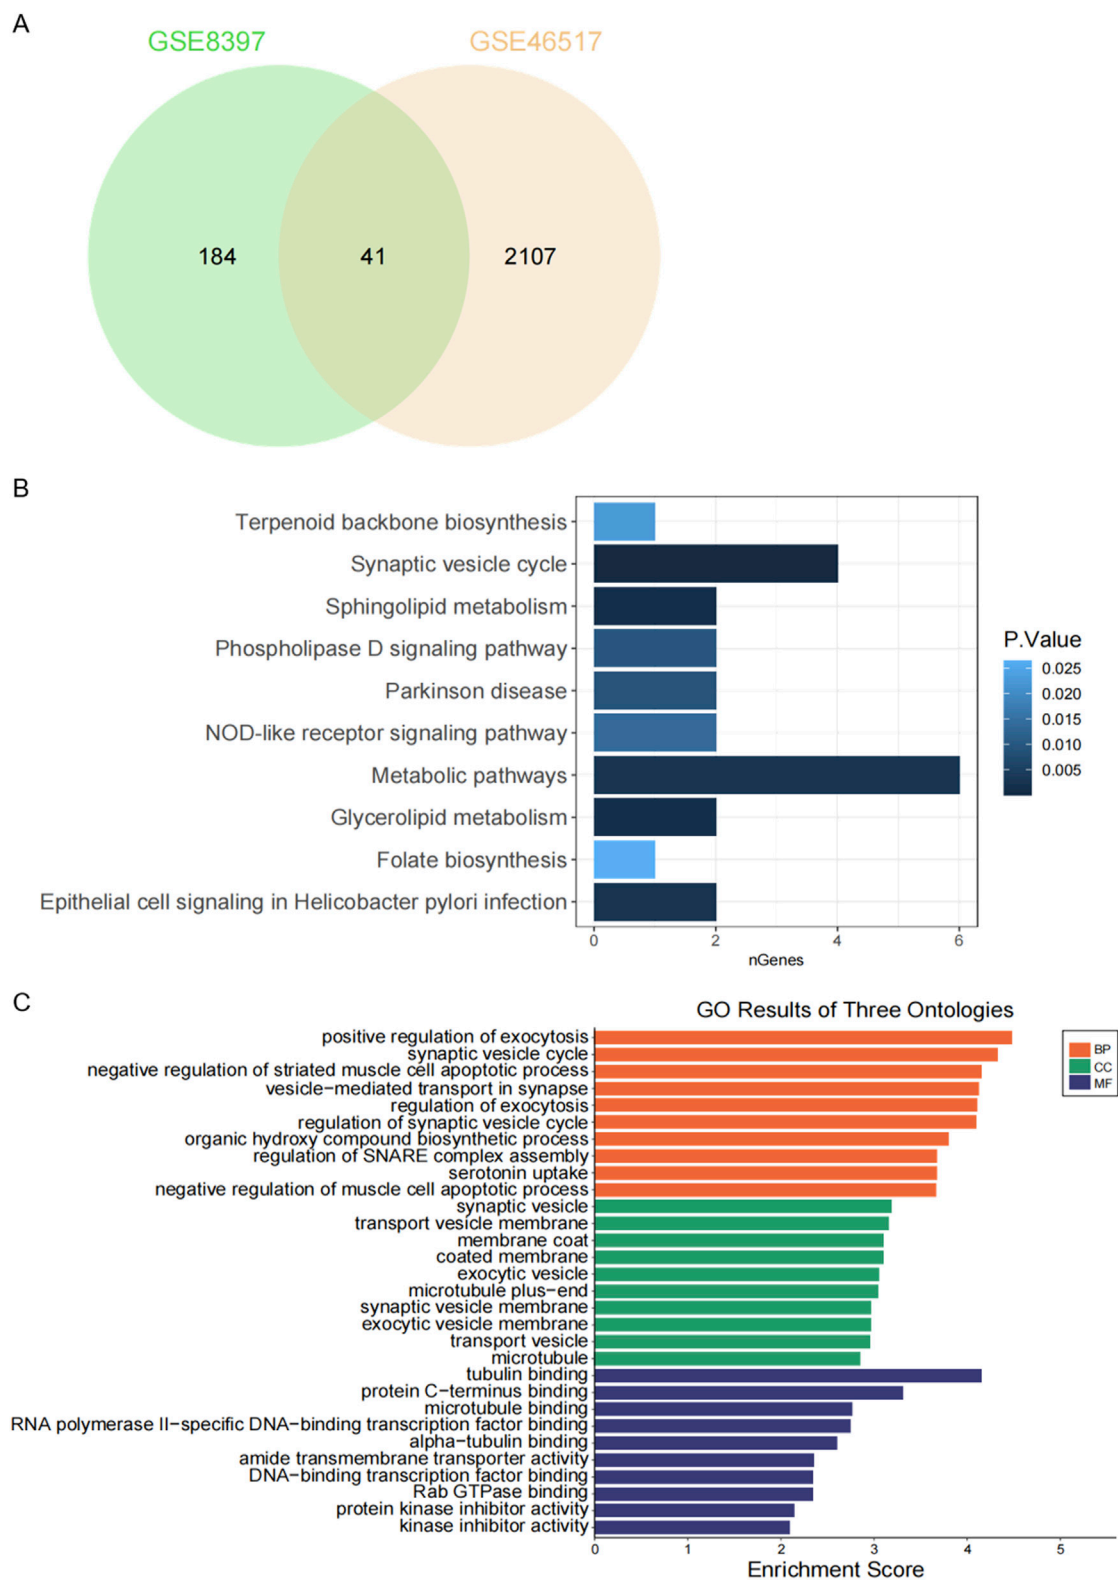 A
GSE8397
GSE46517
184
41
2107
B
Terpenoid backbone biosynthesis
Synaptic vesicle cycle
Sphingolipid metabolism
Phospholipase D signaling pathway
Parkinson disease
NOD-like receptor signaling pathway
Metabolic pathways
Glycerolipid metabolism
Folate biosynthesis
Epithelial cell signaling in Helicobacter pylori infection
0 2 4 6
nGenes
P.Value
0.025
0.020
0.015
0.010
0.005
C
GO Results of Three Ontologies
positive regulation of exocytosis
synaptic vesicle cycle
negative regulation of striated muscle cell apoptotic process
vesicle-mediated transport in synapse
regulation of exocytosis
regulation of synaptic vesicle cycle
organic hydroxy compound biosynthetic process
regulation of SNARE complex assembly
serotonin uptake
negative regulation of muscle cell apoptotic process
synaptic vesicle
transport vesicle membrane
membrane coat
coated membrane
exocytic vesicle
microtubule plus−end
synaptic vesicle membrane
exocytic vesicle membrane
transport vesicle
microtubule
tubulin binding
protein C−terminus binding
microtubule binding
RNA polymerase II−specific DNA−binding transcription factor binding
alpha−tubulin binding
amide transmembrane transporter activity
DNA−binding transcription factor binding
Rab GTPase binding
protein kinase inhibitor activity
kinase inhibitor activity
0 1 2 3 4 5
Enrichment Score
BP
CC
MF